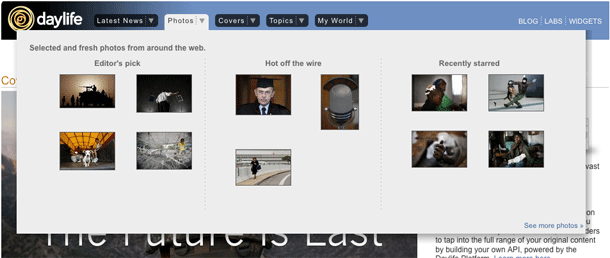 daylife
Latest News
Photos
Covers
Topics
My World
BLOG
LABS
WIDGETS
Selected and fresh photos from around the web.
Editor's pick
Hot off the wire
Recently starred
See more photos »
The Future is Last
to tap into the full range of your original content
by building your own API, powered by the
Daylife Platform. Learn more here